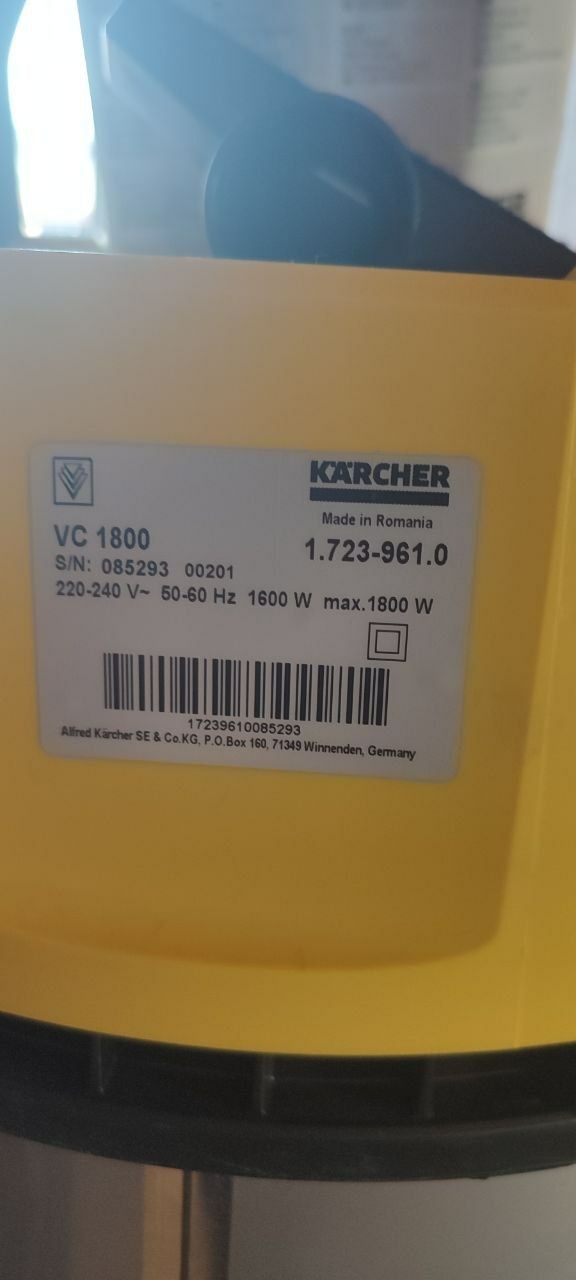 KÄRCHER
Made in Romania
VC 1800
1.723-961.0
S/N: 085293 00201
220-240 V~ 50-60 Hz 1600 W max.1800 W
17239610085293
Alfred Kärcher SE & Co.KG, P.O.Box 160, 71349 Winnenden, Germany